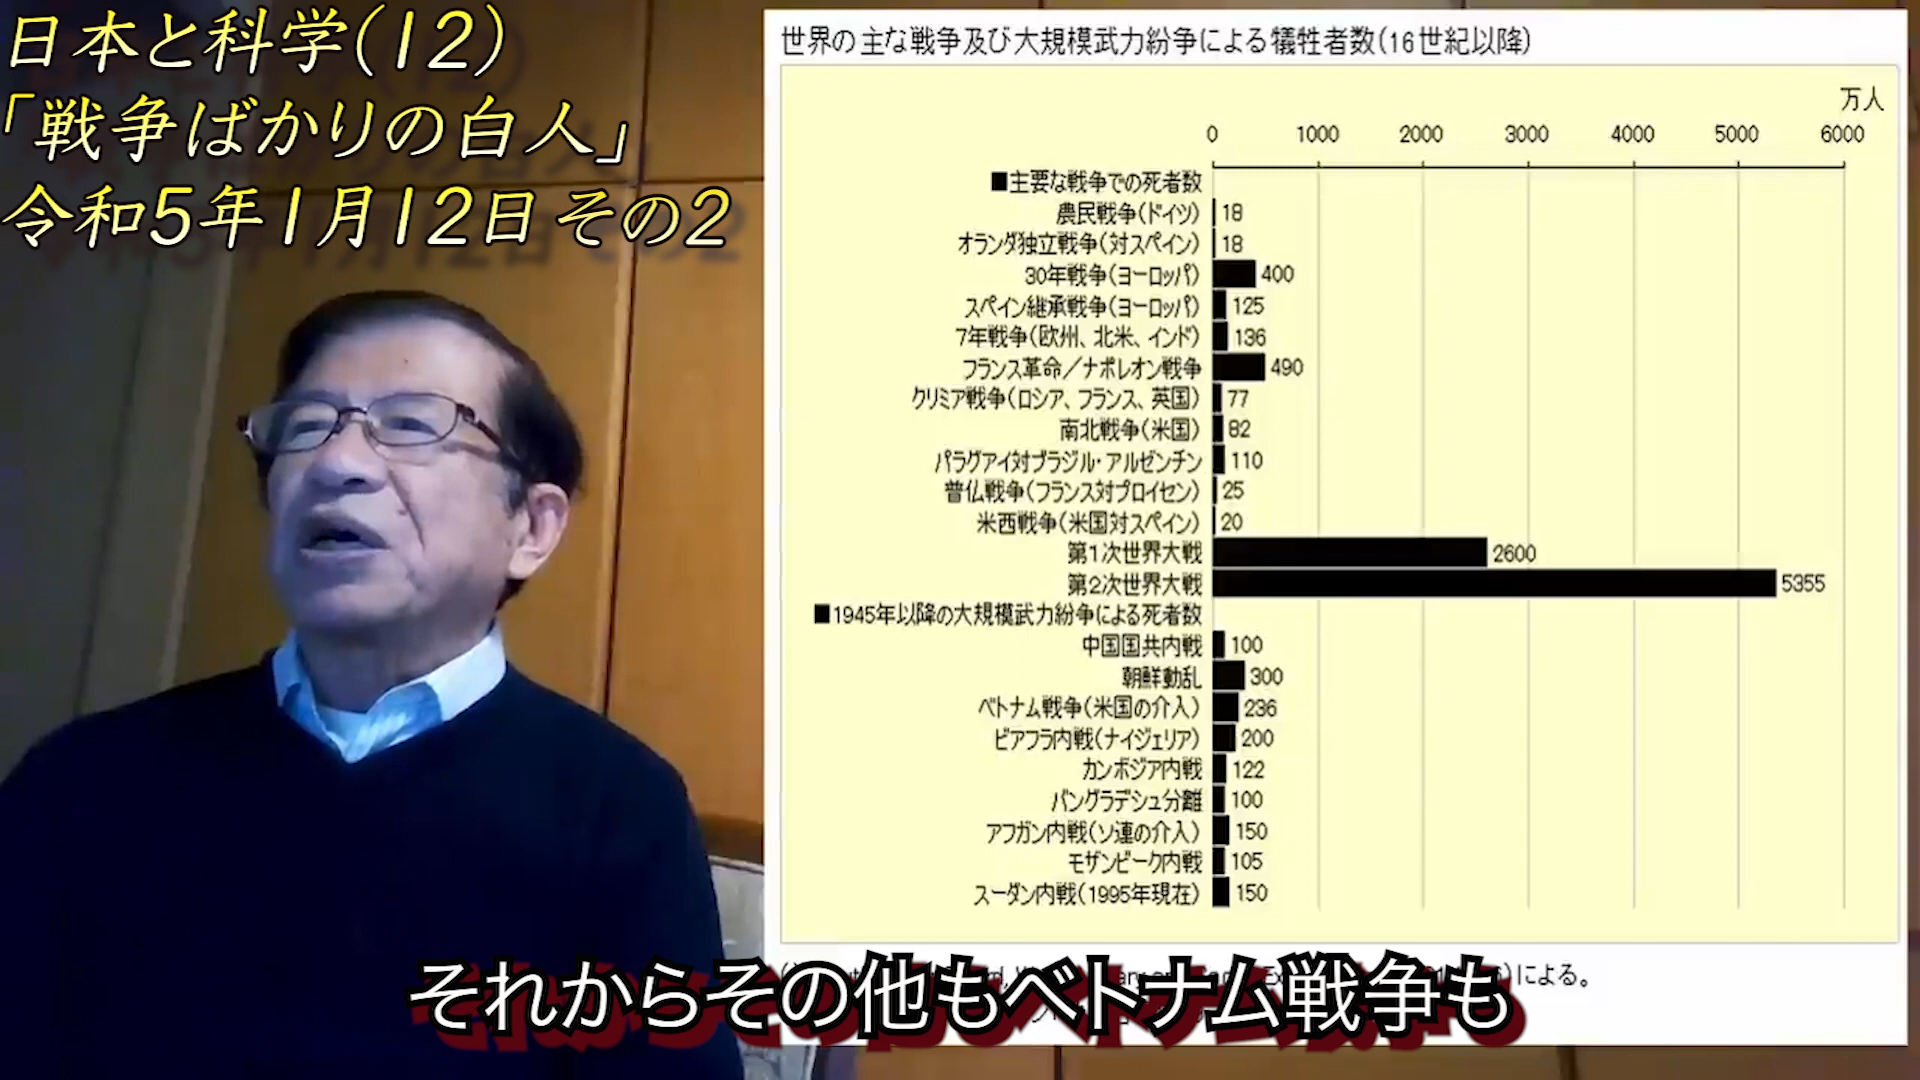 日本と科学(12)
「戦争ばかりの白人」
令和5年1月12日その2
世界の主な戦争及び大規模武力紛争による犠牲者数(16世紀以降)
万人
0 1000 2000 3000 4000 5000 6000
■主要な戦争での死者数
農民戦争(ドイツ) 18
オランダ独立戦争(対スペイン) 18
30年戦争(ヨーロッパ) 400
スペイン継承戦争(ヨーロッパ) 125
7年戦争(欧州、北米、インド) 136
フランス革命/ナポレオン戦争 490
クリミア戦争(ロシア、フランス、英国) 77
南北戦争(米国) 82
パラグアイ対ブラジル・アルゼンチン 110
普仏戦争(フランス対プロイセン) 25
米西戦争(米国対スペイン) 20
第1次世界大戦 2600
第2次世界大戦 5355
■1945年以降の大規模武力紛争による死者数
中国国共内戦 100
朝鮮動乱 300
ベトナム戦争(米国の介入) 236
ビアフラ内戦(ナイジェリア) 200
カンボジア内戦 122
バングラデシュ分離 100
アフガン内戦(ソ連の介入) 150
モザンビーク内戦 105
スーダン内戦(1995年現在) 150
による。
それからその他もベトナム戦争も